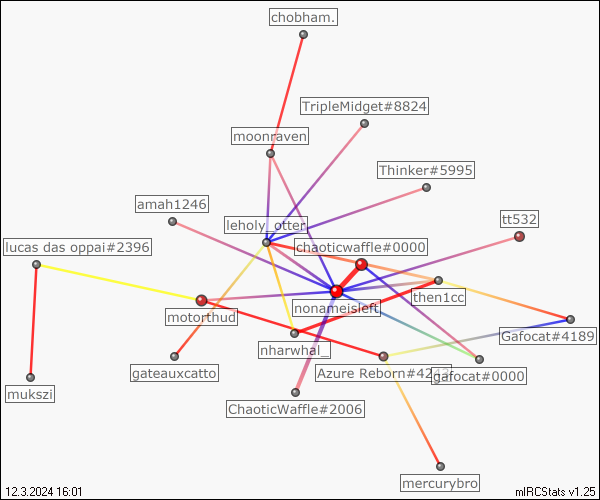 chobham.
TripleMidget#8824
moonraven
Thinker#5995
amah1246
leholy_otter
tt532
lucas das oppai#2396
chaoticwaffle#0000
then1cc
nonameisleft
motorthud
Gafocat#4189
nharwhal_
gateauxcatto
Azure Reborn#4243
gafocat#0000
mukszi
ChaoticWaffle#2006
mercurybro
12.3.2024 16:01
mIRCStats v1.25